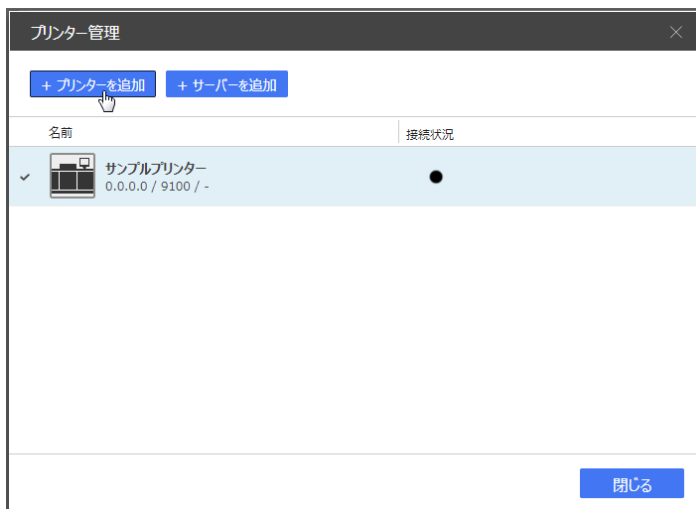 プリンター管理
+ プリンターを追加
+ サーバーを追加
名前
接続状況
サンプルプリンター
0.0.0.0 / 9100 / -
閉じる